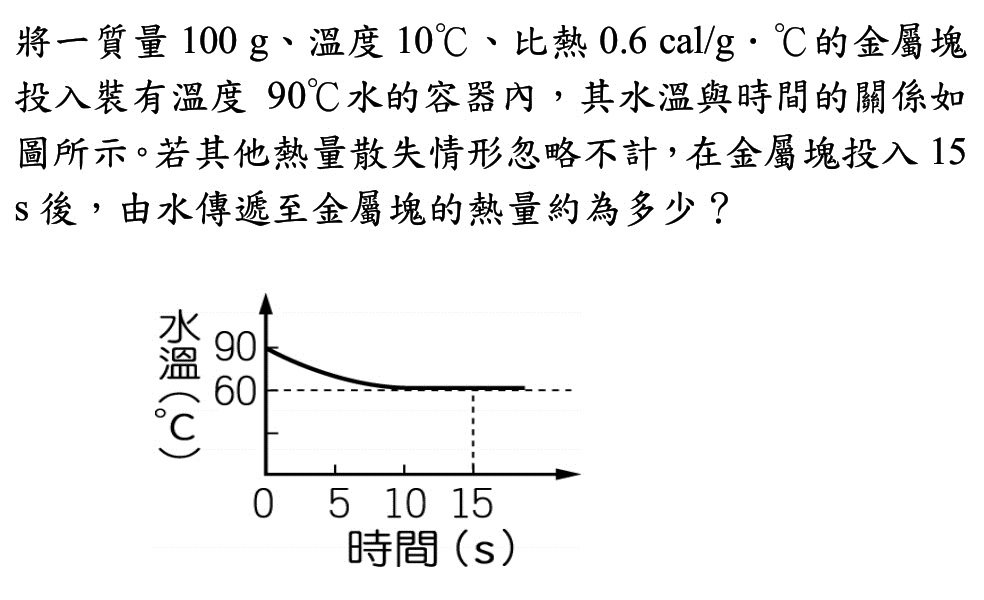 將一質量 100 g、溫度 10℃、比熱 0.6 cal/g．℃的金屬塊
投入裝有溫度 90℃水的容器內，其水溫與時間的關係如
圖所示。若其他熱量散失情形忽略不計，在金屬塊投入 15
s 後，由水傳遞至金屬塊的熱量約為多少？
水溫(℃)
90
60
0 5 10 15
時間(s)